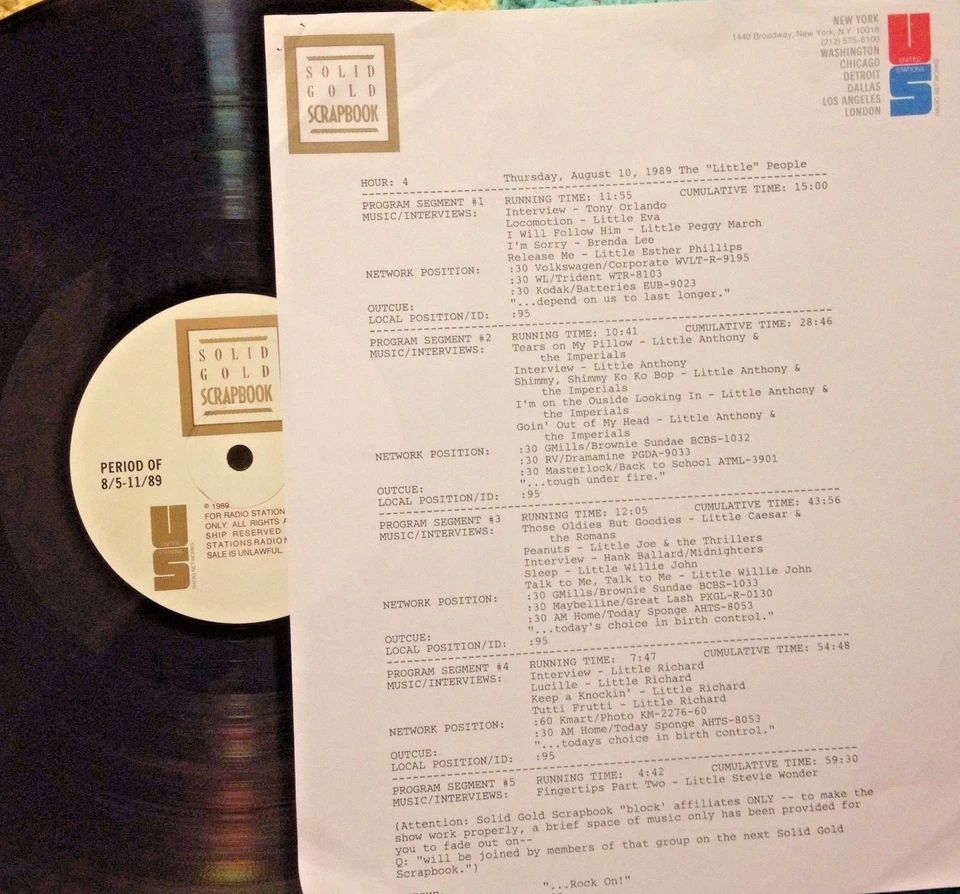 SOLID
GOLD
SCRAPBOOK
NEW YORK
1440 Broadway, New York, N.Y. 10018
(212) 575-6100
WASHINGTON
CHICAGO
DETROIT
DALLAS
LOS ANGELES
LONDON
US
UNITED
STATIONS
RADIO NETWORKS
HOUR: 4 Thursday, August 10, 1989 The "Little" People
PROGRAM SEGMENT #1 RUNNING TIME: 11:55 CUMULATIVE TIME: 15:00
MUSIC/INTERVIEWS: Interview - Tony Orlando
Locomotion - Little Eva
I Will Follow Him - Little Peggy March
I'm Sorry - Brenda Lee
Release Me - Little Esther Phillips
NETWORK POSITION: :30 Volkswagen/Corporate WVLT-R-9195
:30 WL/Trident WTR-8103
:30 Kodak/Batteries EUB-9023
OUTCUE: "...depend on us to last longer."
LOCAL POSITION/ID: :95
PROGRAM SEGMENT #2 RUNNING TIME: 10:41 CUMULATIVE TIME: 28:46
MUSIC/INTERVIEWS: Tears on My Pillow - Little Anthony &
the Imperials
Interview - Little Anthony
Shimmy, Shimmy Ko Ko Bop - Little Anthony &
the Imperials
I'm on the Ouside Looking In - Little Anthony &
the Imperials
Goin' Out of My Head - Little Anthony &
the Imperials
NETWORK POSITION: :30 GMills/Brownie Sundae BCBS-1032
:30 RV/Dramamine PGDA-9033
:30 Masterlock/Back to School ATML-3901
OUTCUE: "...tough under fire."
LOCAL POSITION/ID: :95
PROGRAM SEGMENT #3 RUNNING TIME: 12:05 CUMULATIVE TIME: 43:56
MUSIC/INTERVIEWS: Those Oldies But Goodies - Little Caesar &
the Romans
Peanuts - Little Joe & the Thrillers
Interview - Hank Ballard/Midnighters
Sleep - Little Willie John
Talk to Me, Talk to Me - Little Willie John
NETWORK POSITION: :30 GMills/Brownie Sundae BCBS-1033
:30 Maybelline/Great Lash PXGL-R-0130
:30 AM Home/Today Sponge AHTS-8053
OUTCUE: "...today's choice in birth control."
LOCAL POSITION/ID: :95
PROGRAM SEGMENT #4 RUNNING TIME: 7:47 CUMULATIVE TIME: 54:48
MUSIC/INTERVIEWS: Interview - Little Richard
Lucille - Little Richard
Keep a Knockin' - Little Richard
Tutti Frutti - Little Richard
NETWORK POSITION: :60 Kmart/Photo KM-2276-60
:30 AM Home/Today Sponge AHTS-8053
OUTCUE: "...todays choice in birth control."
LOCAL POSITION/ID: :95
PROGRAM SEGMENT #5 RUNNING TIME: 4:42 CUMULATIVE TIME: 59:30
MUSIC/INTERVIEWS: Fingertips Part Two - Little Stevie Wonder
(Attention: Solid Gold Scrapbook "block' affiliates ONLY -- to make the
show work properly, a brief space of music only has been provided for
you to fade out on--
Q: "will be joined by members of that group on the next Solid Gold
Scrapbook.")
"...Rock On!"
SOLID
GOLD
SCRAPBOOK
PERIOD OF
8/5-11/89
© 1989
FOR RADIO STATION
ONLY. ALL RIGHTS
SHIP RESERVED
STATIONS RADIO
SALE IS UNLAWFUL
US
UNITED
STATIONS
RADIO NETWORKS